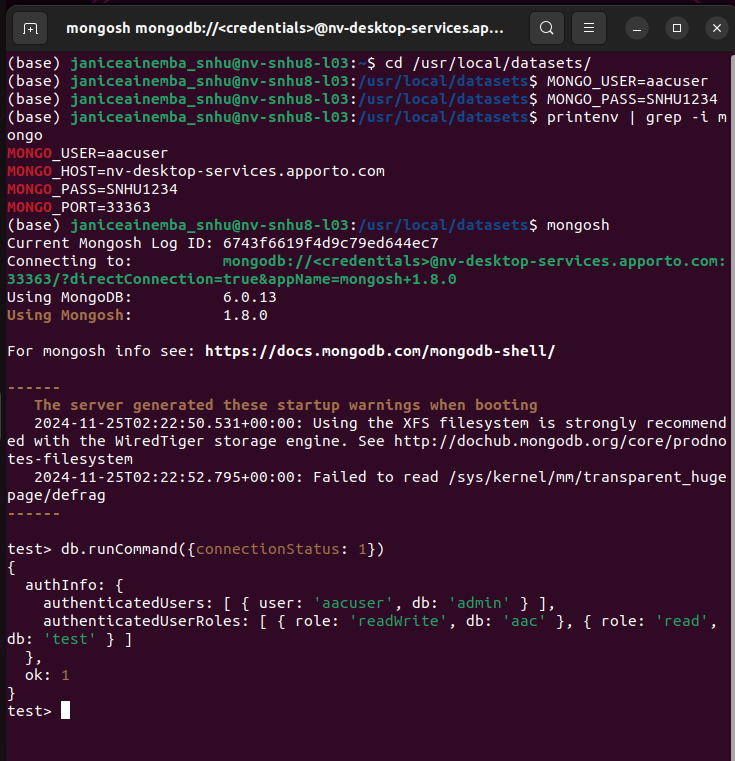 mongosh mongodb://<credentials>@nv-desktop-services.ap...
(base) janiceainemba_snhu@nv-snhu8-l03:~$ cd /usr/local/datasets/
(base) janiceainemba_snhu@nv-snhu8-l03:/usr/local/datasets$ MONGO_USER=aacuser
(base) janiceainemba_snhu@nv-snhu8-l03:/usr/local/datasets$ MONGO_PASS=SNHU1234
(base) janiceainemba_snhu@nv-snhu8-l03:/usr/local/datasets$ printenv | grep -i m
ongo
MONGO_USER=aacuser
MONGO_HOST=nv-desktop-services.apporto.com
MONGO_PASS=SNHU1234
MONGO_PORT=33363
(base) janiceainemba_snhu@nv-snhu8-l03:/usr/local/datasets$ mongosh
Current Mongosh Log ID: 6743f6619f4d9c79ed644ec7
Connecting to:          mongodb://<credentials>@nv-desktop-services.apporto.com:
33363/?directConnection=true&appName=mongosh+1.8.0
Using MongoDB:          6.0.13
Using Mongosh:          1.8.0
For mongosh info see: https://docs.mongodb.com/mongodb-shell/
------
   The server generated these startup warnings when booting
   2024-11-25T02:22:50.531+00:00: Using the XFS filesystem is strongly recommend
ed with the WiredTiger storage engine. See http://dochub.mongodb.org/core/prodno
tes-filesystem
   2024-11-25T02:22:52.795+00:00: Failed to read /sys/kernel/mm/transparent_huge
page/defrag
------
test> db.runCommand({connectionStatus: 1})
{
  authInfo: {
    authenticatedUsers: [ { user: 'aacuser', db: 'admin' } ],
    authenticatedUserRoles: [ { role: 'readWrite', db: 'aac' }, { role: 'read',
db: 'test' } ]
  },
  ok: 1
}
test>